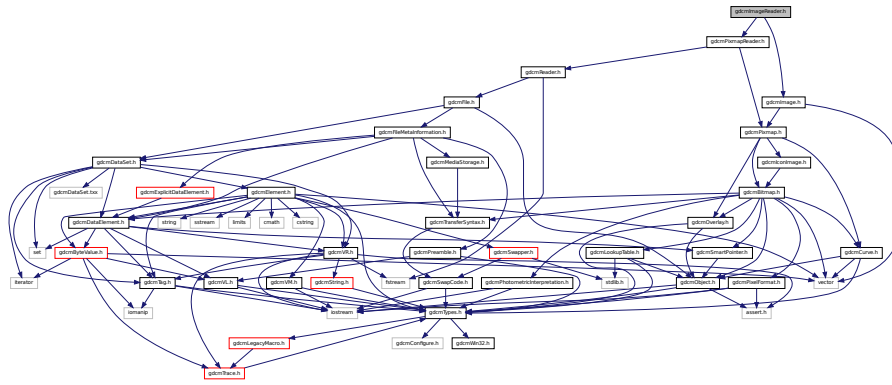 gdcmImageReader.h
gdcmPixmapReader.h
gdcmReader.h
gdcmFile.h
gdcmImage.h
gdcmFileMetaInformation.h
gdcmPixmap.h
gdcmDataSet.h
gdcmMediaStorage.h
gdcmIconImage.h
gdcmDataSet.txx
gdcmExplicitDataElement.h
gdcmElement.h
gdcmBitmap.h
gdcmDataElement.h
string
sstream
limits
cmath
cstring
gdcmTransferSyntax.h
gdcmOverlay.h
set
gdcmByteValue.h
gdcmVR.h
gdcmPreamble.h
gdcmSwapper.h
gdcmLookupTable.h
gdcmSmartPointer.h
gdcmCurve.h
iterator
gdcmTag.h
gdcmVL.h
gdcmVM.h
gdcmString.h
fstream
gdcmSwapCode.h
gdcmPhotometricInterpretation.h
stdlib.h
gdcmObject.h
gdcmPixelFormat.h
vector
iomanip
iostream
gdcmTypes.h
assert.h
gdcmLegacyMacro.h
gdcmConfigure.h
gdcmWin32.h
gdcmTrace.h